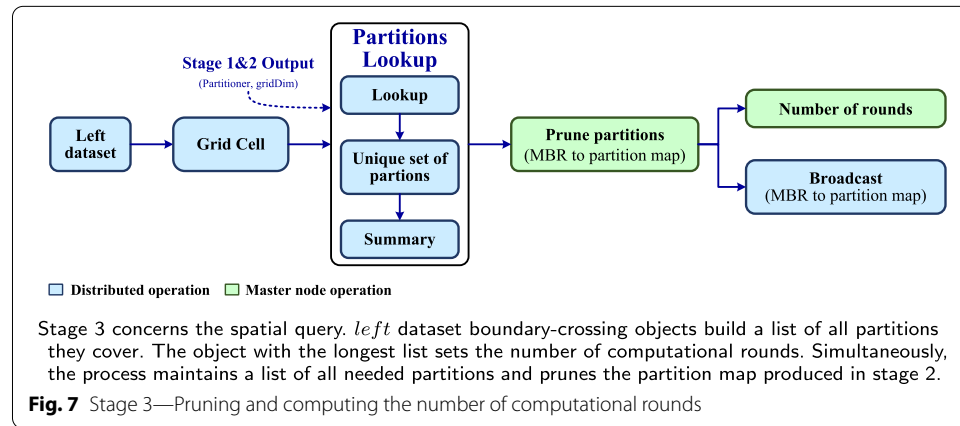 Partitions
Lookup
Stage 1&2 Output
(Partitioner, gridDim)
Lookup
Left
dataset
Grid Cell
Unique set of
partions
Summary
Prune partitions
(MBR to partition map)
Number of rounds
Broadcast
(MBR to partition map)
Distributed operation
Master node operation
Stage 3 concerns the spatial query. left dataset boundary-crossing objects build a list of all partitions
they cover. The object with the longest list sets the number of computational rounds. Simultaneously,
the process maintains a list of all needed partitions and prunes the partition map produced in stage 2.
Fig. 7 Stage 3—Pruning and computing the number of computational rounds